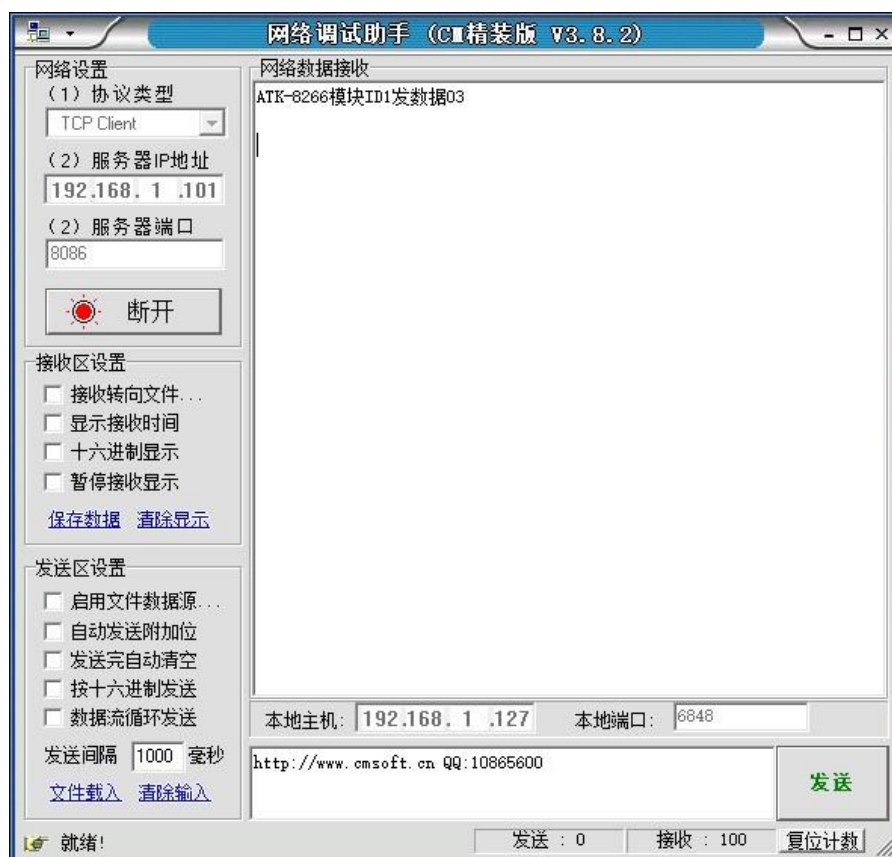 网络调试助手 (CⅢ精装版 V3.8.2)
网络设置
(1) 协议类型
TCP Client
(2) 服务器IP地址
192.168. 1 .101
(2) 服务器端口
8086
断开
接收区设置
接收转向文件...
显示接收时间
十六进制显示
暂停接收显示
保存数据 清除显示
发送区设置
启用文件数据源...
自动发送附加位
发送完自动清空
按十六进制发送
数据流循环发送
发送间隔 1000 毫秒
文件载入 清除输入
网络数据接收
ATK-8266模块ID1发数据03
本地主机: 192.168. 1 .127 本地端口: 6848
http://www.cmsoft.cn QQ:10865600
发送
就绪!
发送 : 0 接收 : 100 复位计数